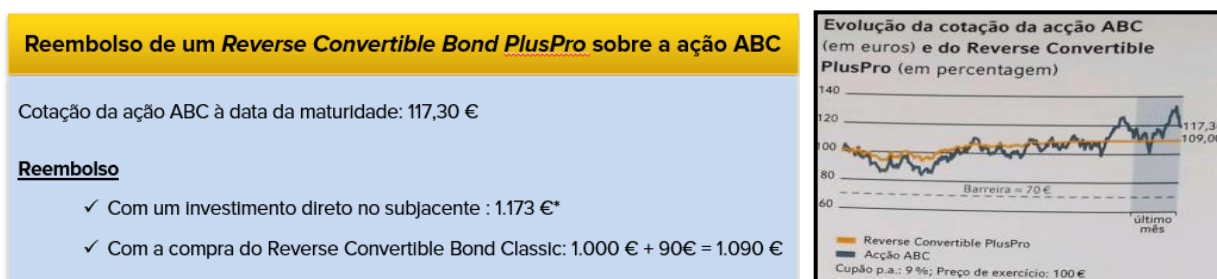 Reembolso de um Reverse Convertible Bond PlusPro sobre a ação ABC
Cotação da ação ABC à data da maturidade: 117,30 €
Reembolso
✓ Com um investimento direto no subjacente : 1.173 €*
✓ Com a compra do Reverse Convertible Bond Classic: 1.000 € + 90€ = 1.090 €
Evolução da cotação da acção ABC
(em euros) e do Reverse Convertible
PlusPro (em percentagem)
140
120
100
80
60
117,3
109,0
Barreira = 70 €
último
mês
Reverse Convertible PlusPro
Acção ABC
Cupão p.a.: 9 %; Preço de exercício: 100 €